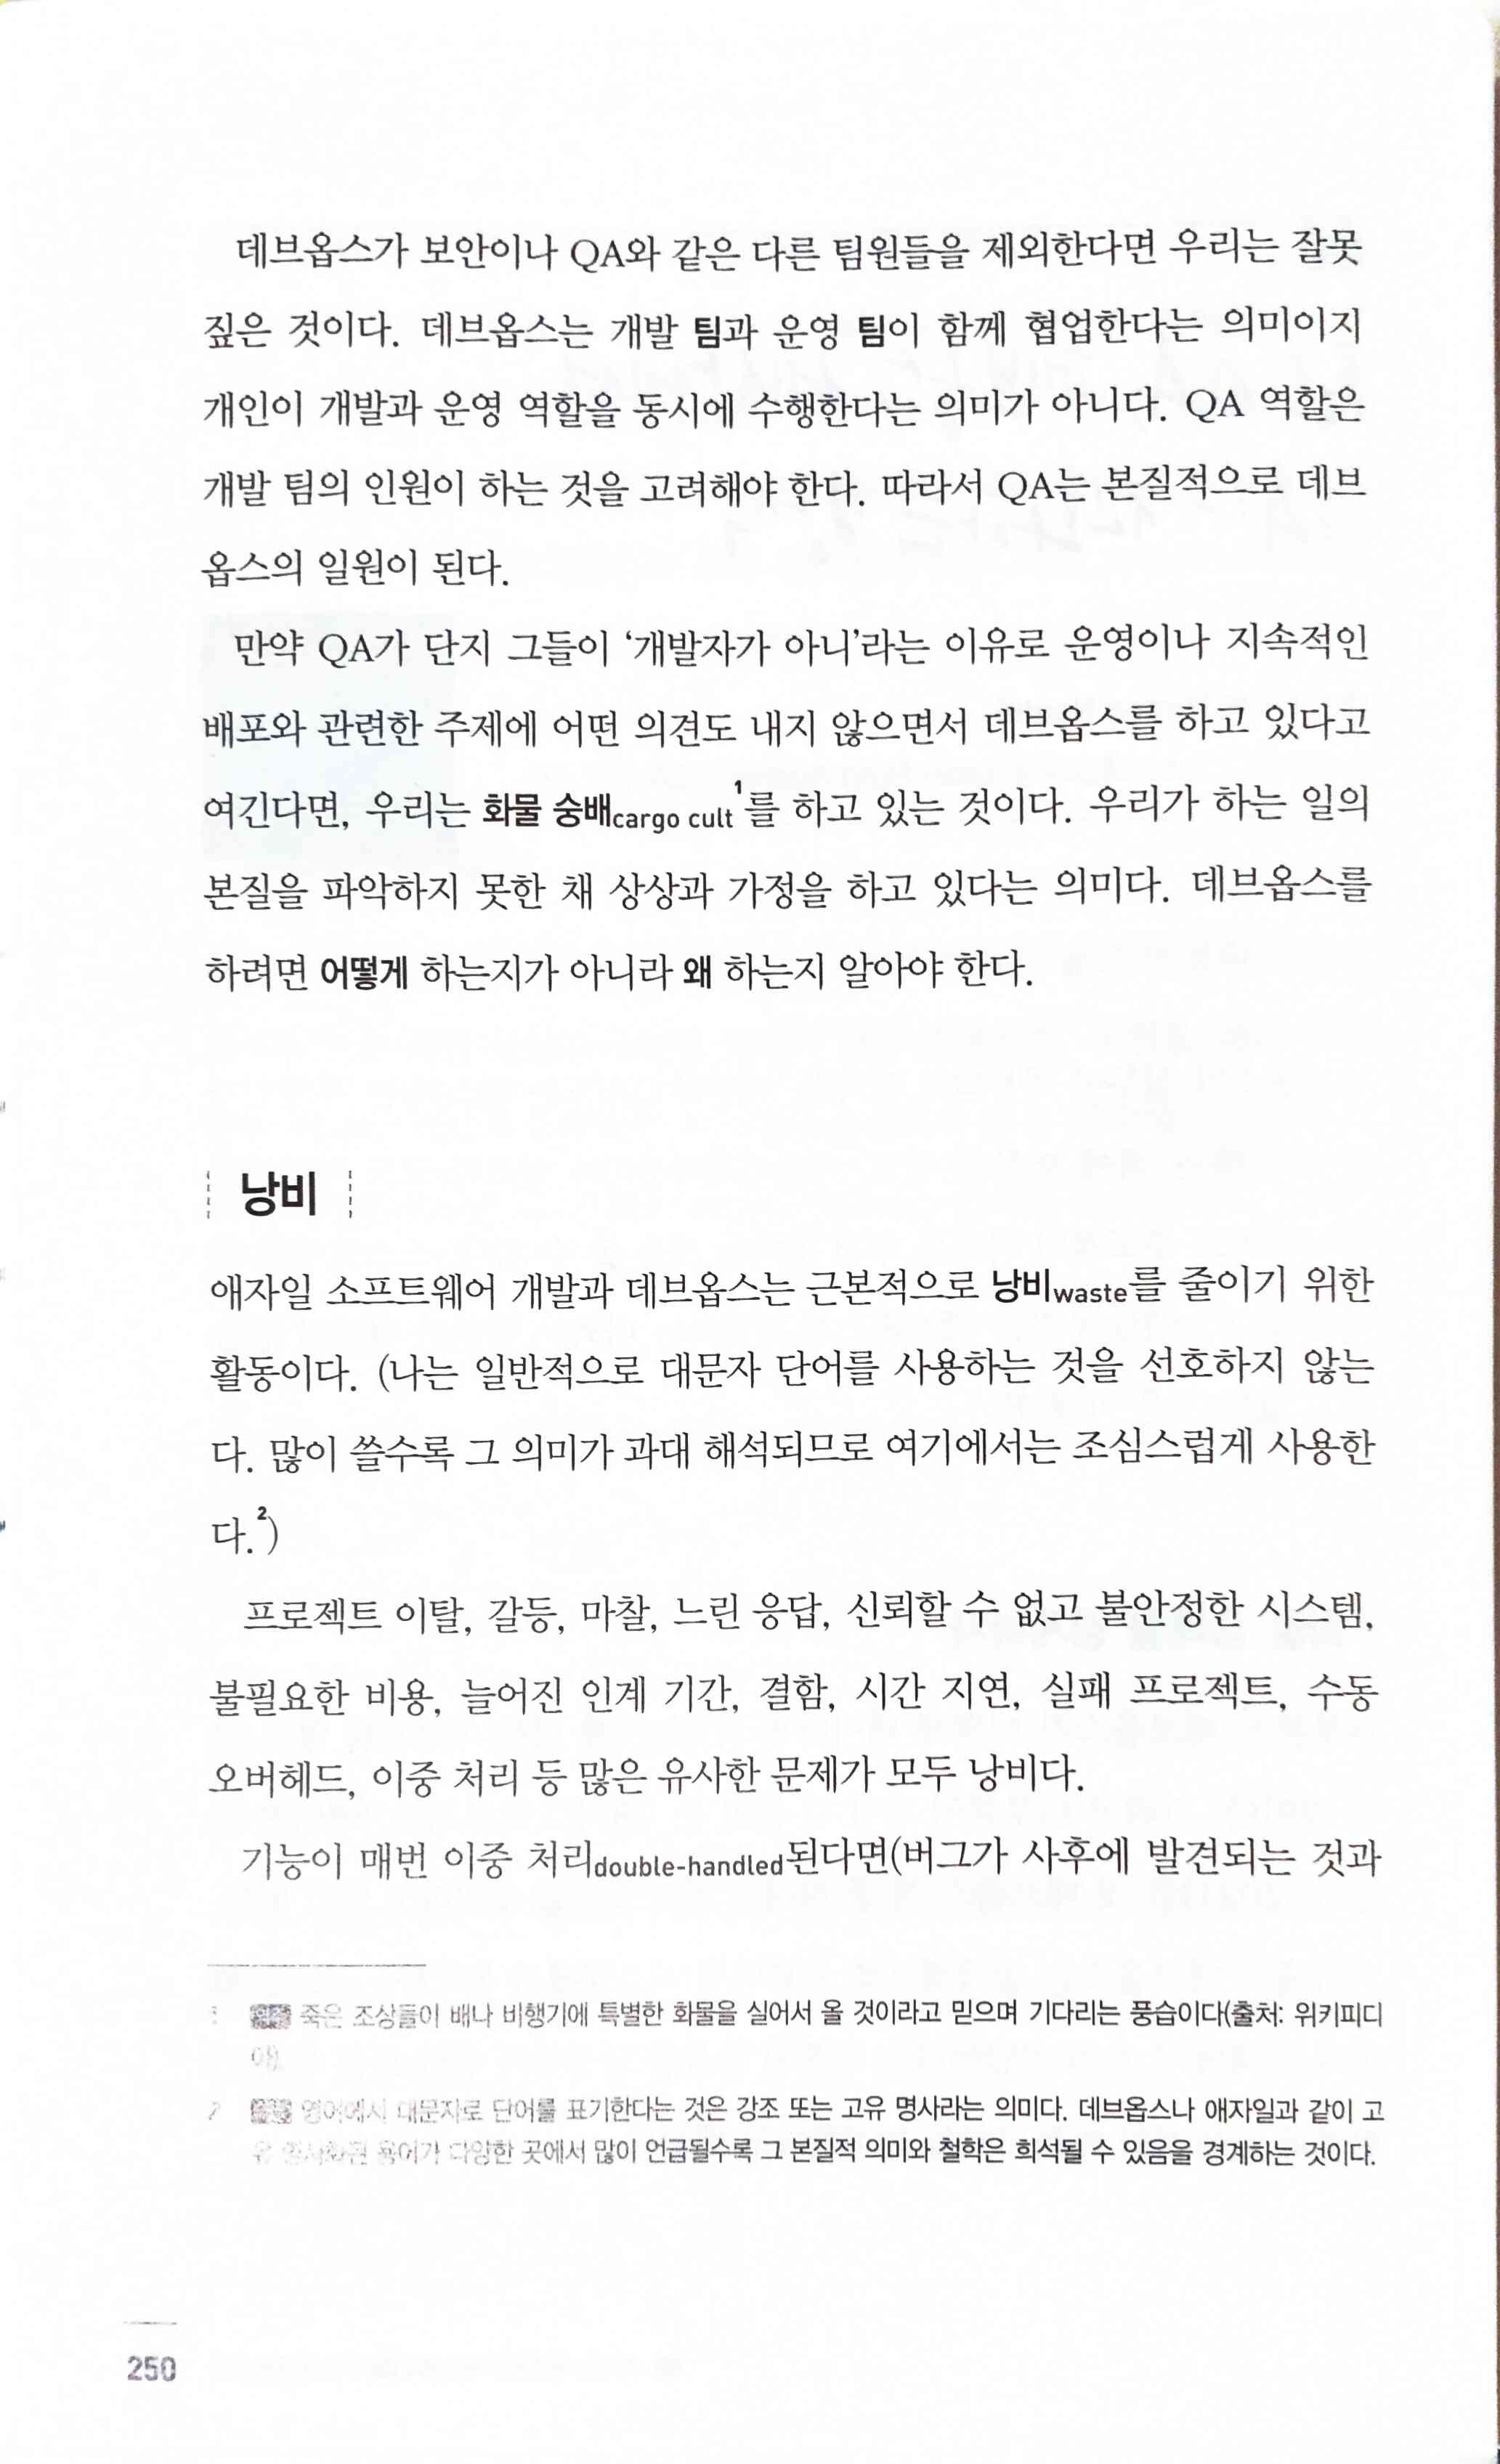 데브옵스가 보안이나 QA와 같은 다른 팀원들을 제외한다면 우리는 잘못
짚은 것이다. 데브옵스는 개발 팀과 운영 팀이 함께 협업한다는 의미이지
개인이 개발과 운영 역할을 동시에 수행한다는 의미가 아니다. QA 역할은
개발 팀의 인원이 하는 것을 고려해야 한다. 따라서 QA는 본질적으로 데브
옵스의 일원이 된다.
만약 QA가 단지 그들이 ‘개발자가 아니’라는 이유로 운영이나 지속적인
배포와 관련한 주제에 어떤 의견도 내지 않으면서 데브옵스를 하고 있다고
여긴다면, 우리는 화물 숭배cargo cult¹를 하고 있는 것이다. 우리가 하는 일의
본질을 파악하지 못한 채 상상과 가정을 하고 있다는 의미다. 데브옵스를
하려면 어떻게 하는지가 아니라 왜 하는지 알아야 한다.
낭비
애자일 소프트웨어 개발과 데브옵스는 근본적으로 낭비waste를 줄이기 위한
활동이다. (나는 일반적으로 대문자 단어를 사용하는 것을 선호하지 않는
다. 많이 쓸수록 그 의미가 과대 해석되므로 여기에서는 조심스럽게 사용한
다.²)
프로젝트 이탈, 갈등, 마찰, 느린 응답, 신뢰할 수 없고 불안정한 시스템,
불필요한 비용, 늘어진 인계 기간, 결함, 시간 지연, 실패 프로젝트, 수동
오버헤드, 이중 처리 등 많은 유사한 문제가 모두 낭비다.
기능이 매번 이중 처리double-handled된다면(버그가 사후에 발견되는 것과
죽은 조상들이 배나 비행기에 특별한 화물을 실어서 올 것이라고 믿으며 기다리는 풍습이다(출처: 위키피디
아).
2 영어에서 대문자로 단어를 표기한다는 것은 강조 또는 고유 명사라는 의미다. 데브옵스나 애자일과 같이 고
유 명사화된 용어가 다양한 곳에서 많이 언급될수록 그 본질적 의미와 철학은 희석될 수 있음을 경계하는 것이다.
250